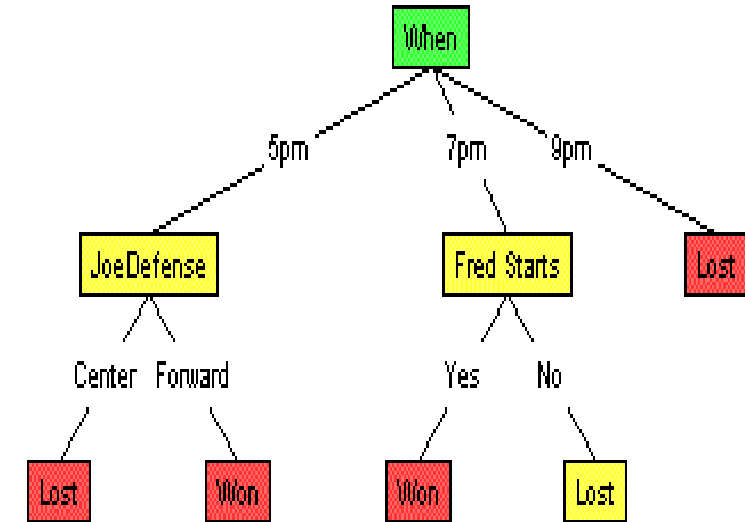 When
5pm
7pm
9pm
JoeDefense
Fred Starts
Lost
Center
Forward
Yes
No
Lost
Won
Won
Lost